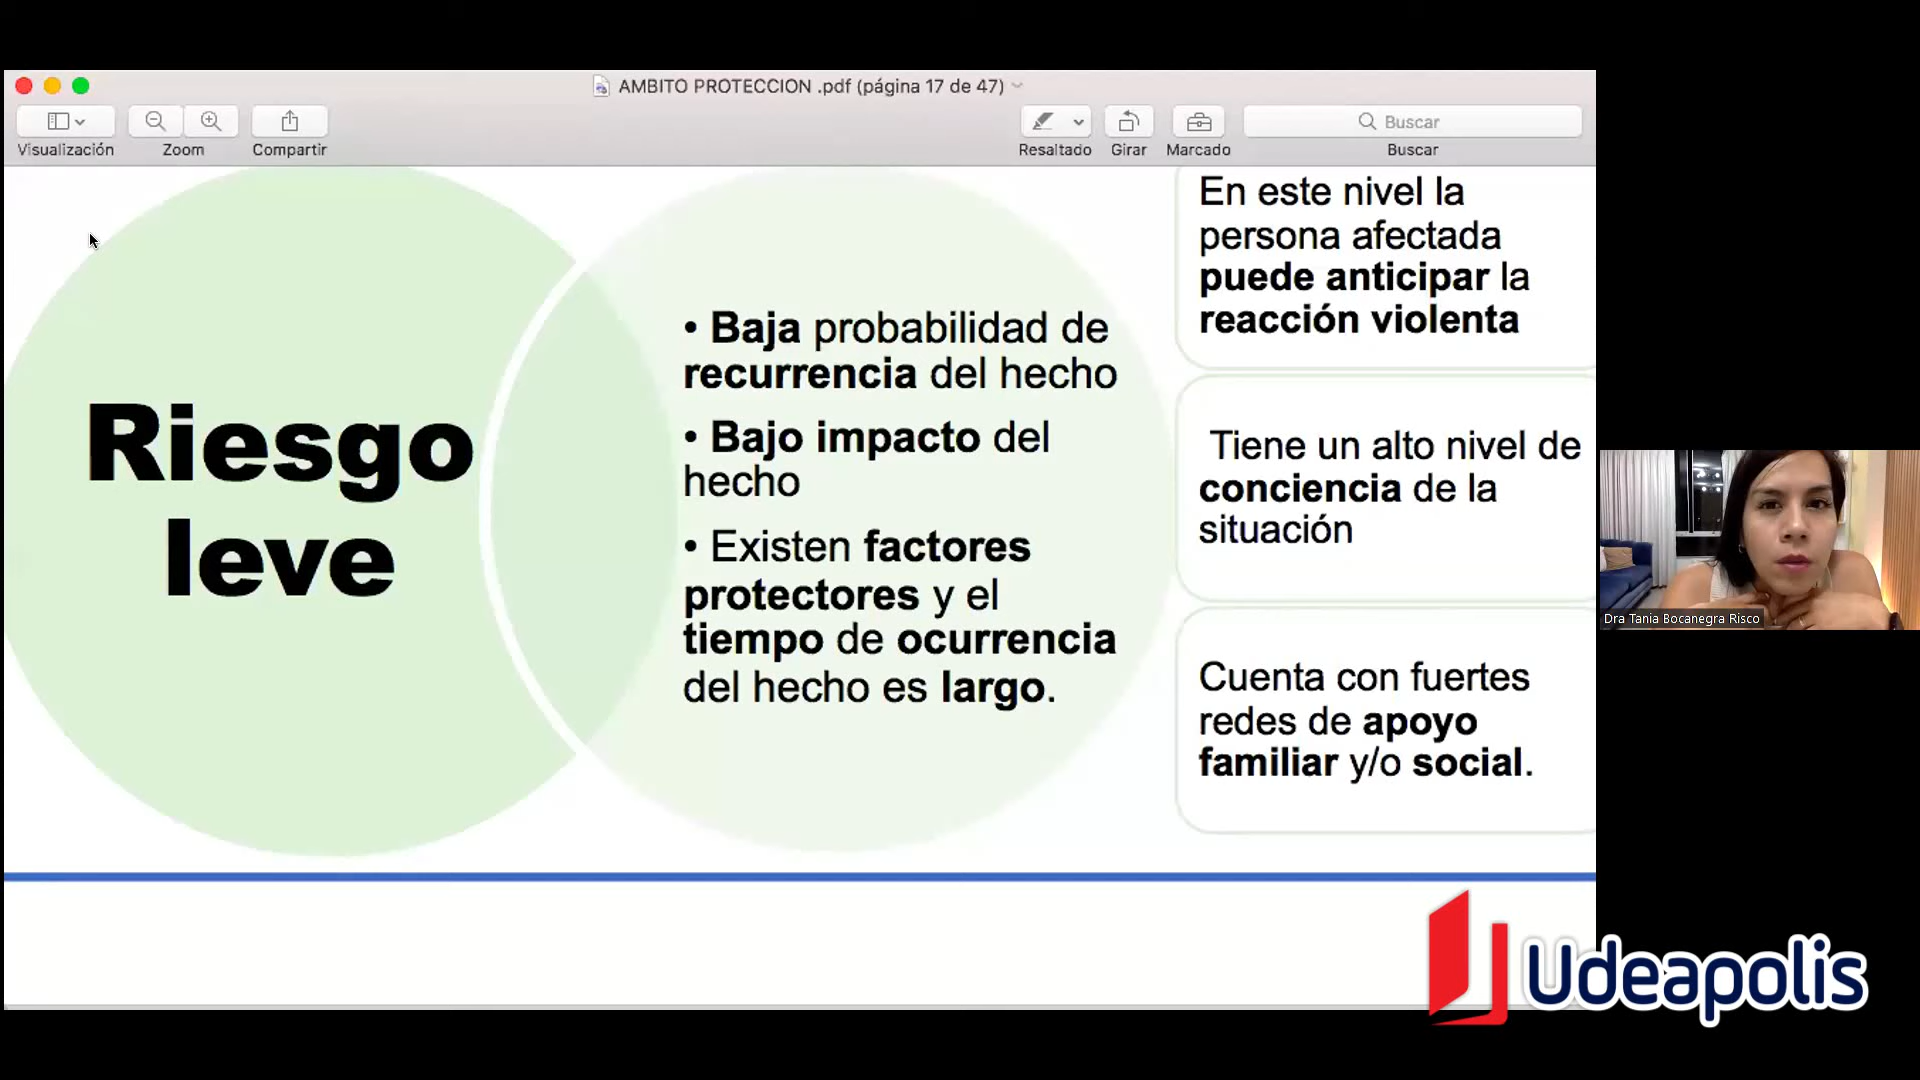 AMBITO PROTECCION .pdf (página 17 de 47)
Visualización
Zoom
Compartir
Resaltado
Girar
Marcado
Buscar
Buscar
Riesgo
leve
• Baja probabilidad de
recurrencia del hecho
• Bajo impacto del
hecho
• Existen factores
protectores y el
tiempo de ocurrencia
del hecho es largo.
En este nivel la
persona afectada
puede anticipar la
reacción violenta
Tiene un alto nivel de
conciencia de la
situación
Cuenta con fuertes
redes de apoyo
familiar y/o social.
Dra Tania Bocanegra Risco
Udeapolis